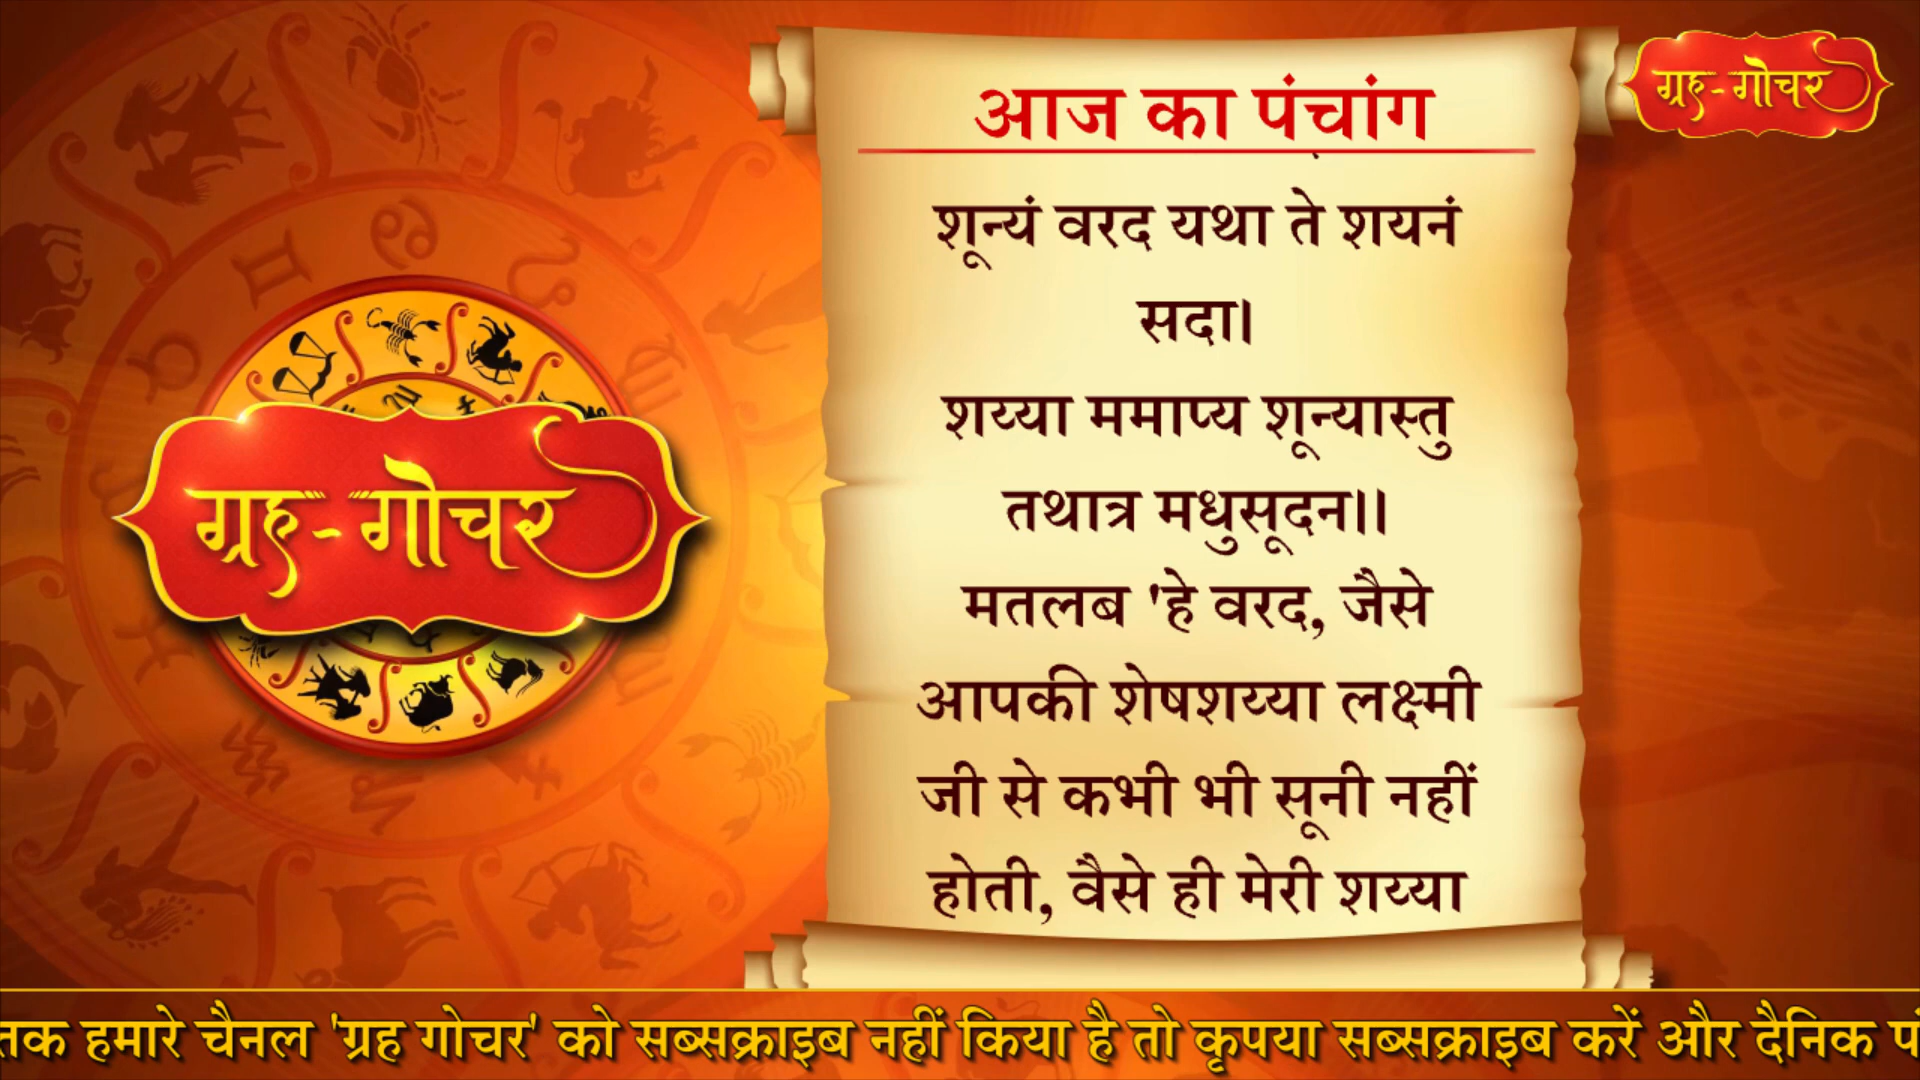 आज का पंचांग
ग्रह-गोचर
शून्यं वरद यथा ते शयनं
सदा।
शय्या ममाप्य शून्यास्तु
तथात्र मधुसूदन।।
मतलब 'हे वरद, जैसे
आपकी शेषशय्या लक्ष्मी
जी से कभी भी सूनी नहीं
होती, वैसे ही मेरी शय्या
ग्रह-गोचर
तक हमारे चैनल 'ग्रह गोचर' को सब्सक्राइब नहीं किया है तो कृपया सब्सक्राइब करें और दैनिक